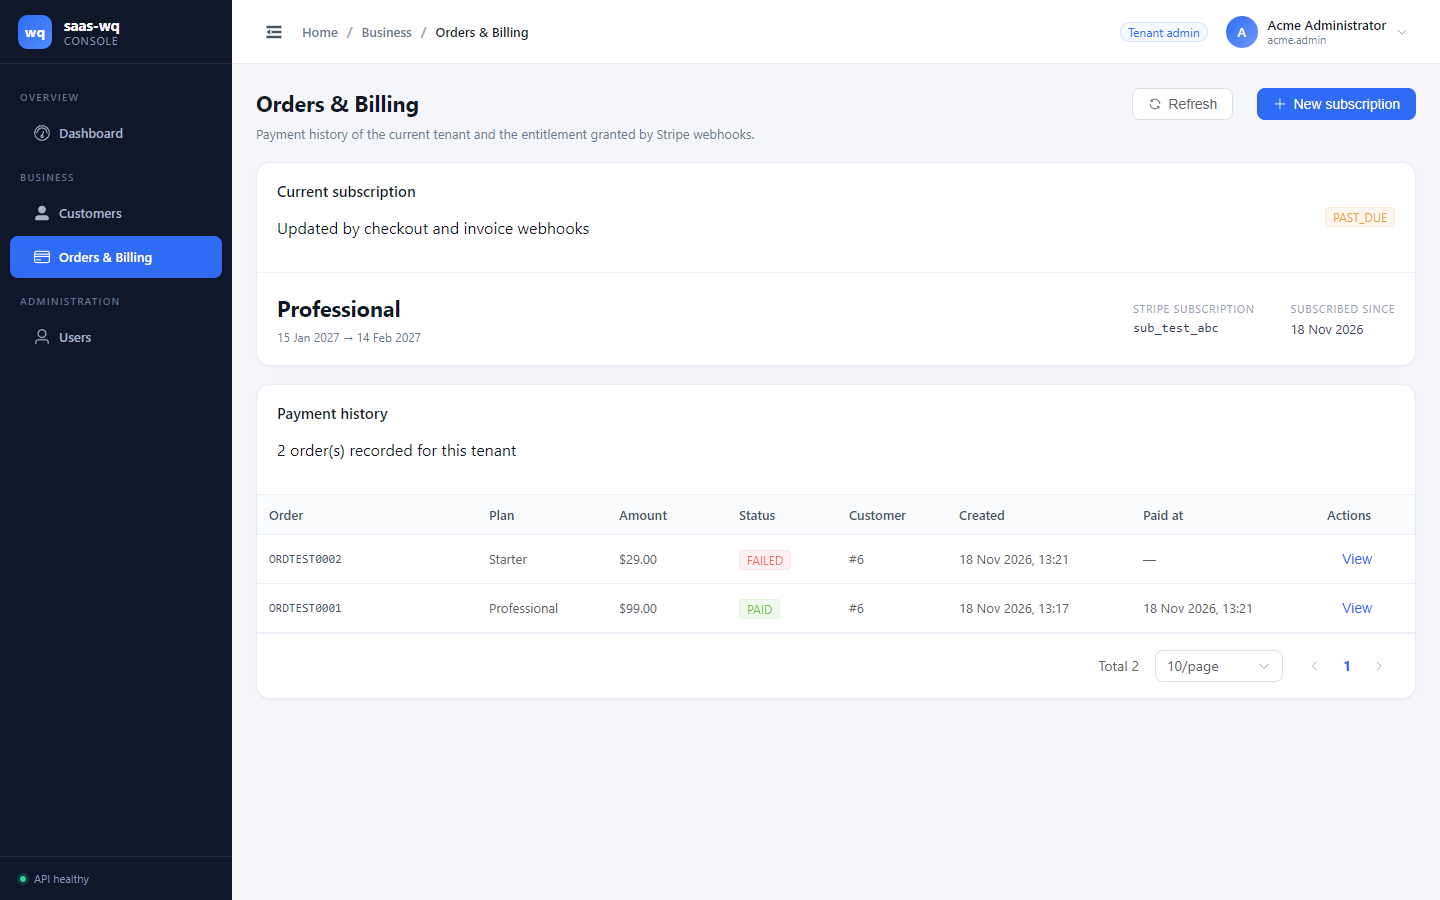 wq
saas-wq
CONSOLE
Home / Business / Orders & Billing
Tenant admin
A
Acme Administrator
acme.admin
OVERVIEW
Dashboard
BUSINESS
Customers
Orders & Billing
ADMINISTRATION
Users
API healthy
Orders & Billing
Refresh
New subscription
Payment history of the current tenant and the entitlement granted by Stripe webhooks.
Current subscription
Updated by checkout and invoice webhooks
PAST_DUE
Professional
15 Jan 2027 → 14 Feb 2027
STRIPE SUBSCRIPTION
sub_test_abc
SUBSCRIBED SINCE
18 Nov 2026
Payment history
2 order(s) recorded for this tenant
Order Plan Amount Status Customer Created Paid at Actions
ORDTEST0002 Starter $29.00 FAILED #6 18 Nov 2026, 13:21 — View
ORDTEST0001 Professional $99.00 PAID #6 18 Nov 2026, 13:17 18 Nov 2026, 13:21 View
Total 2 10/page 1